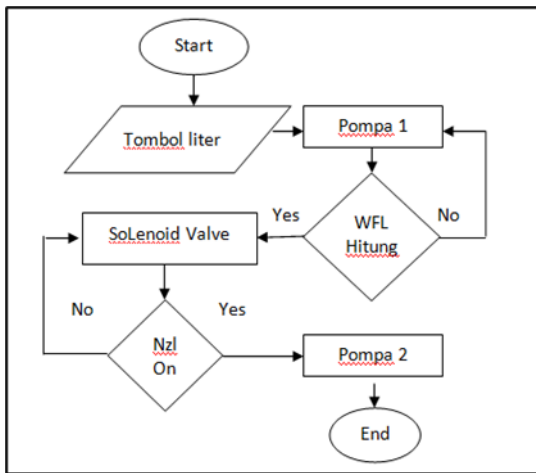 Start
Tombol liter
Pompa 1
WFL
Hitung
Yes
No
SoLenoid Valve
No
Yes
Nzl
On
Pompa 2
End